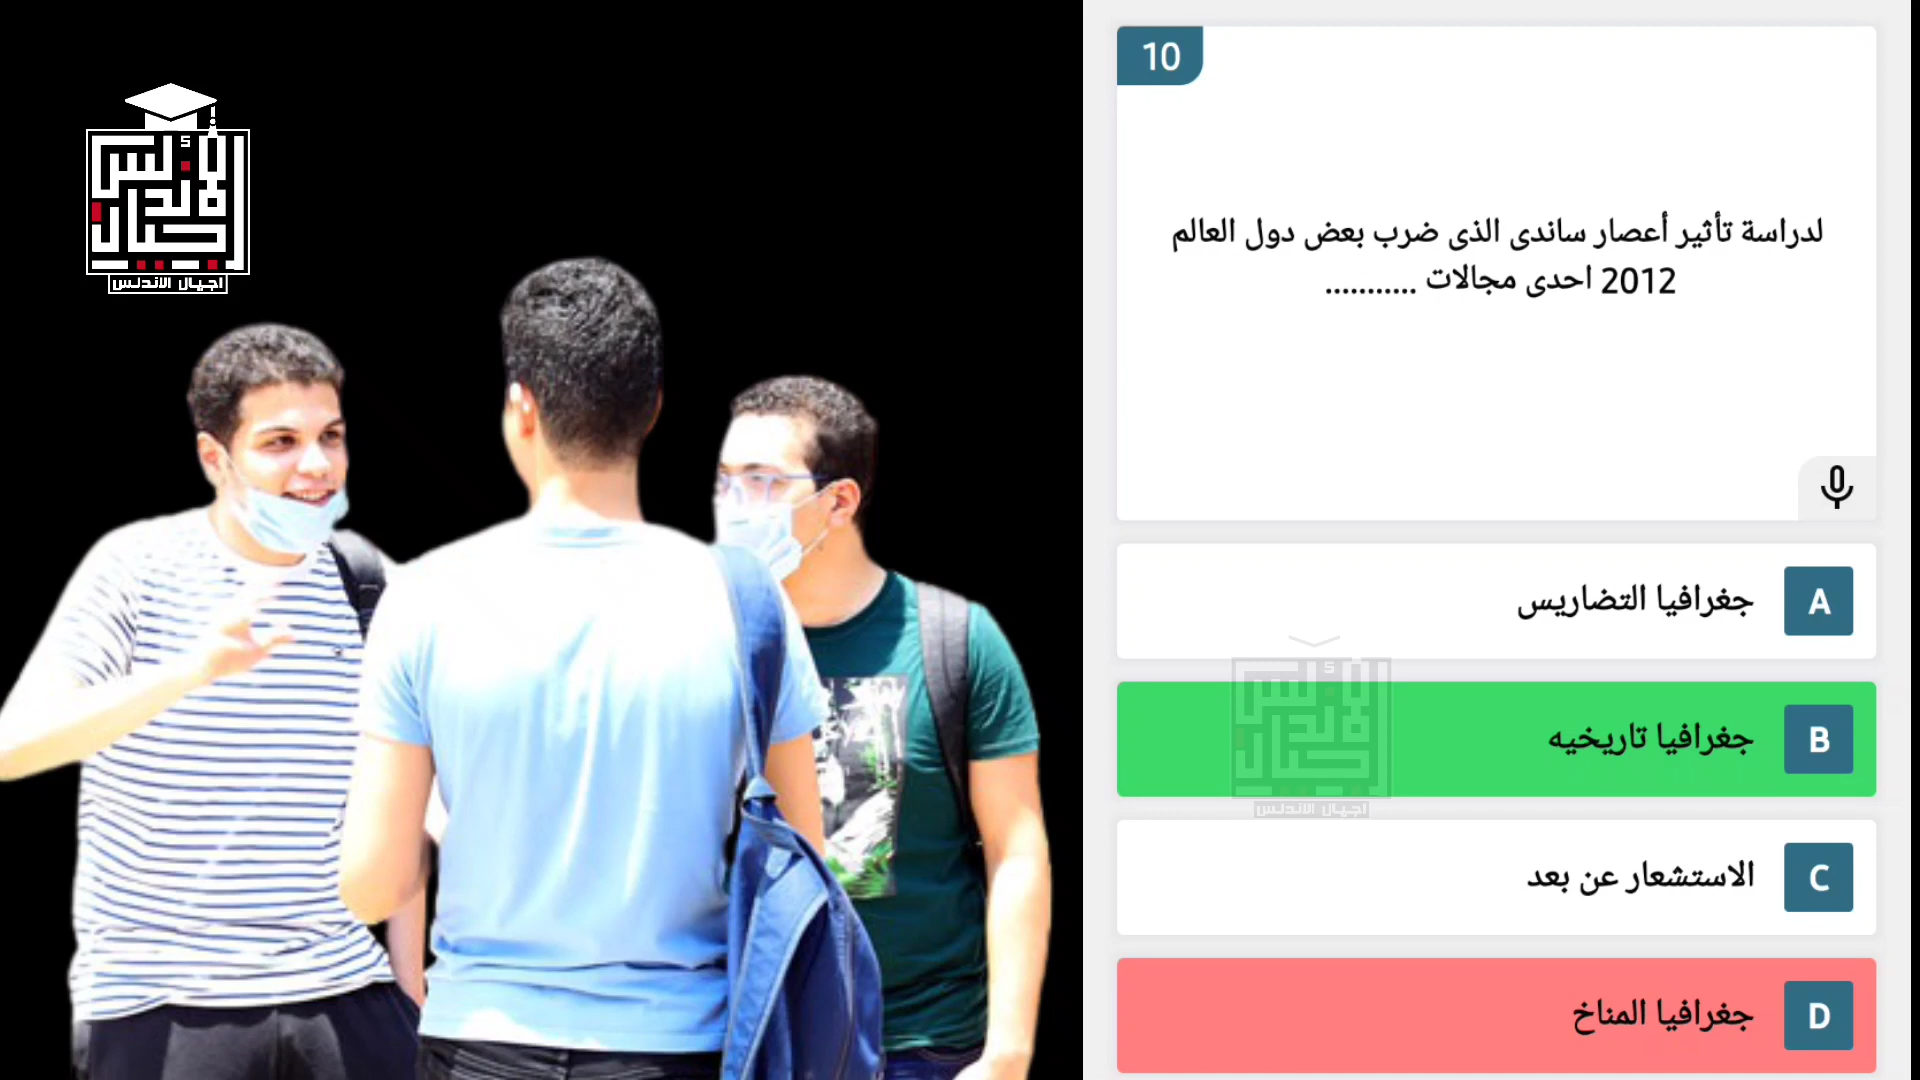 اجيال الاندلس
10
لدراسة تأثير أعصار ساندى الذى ضرب بعض دول العالم
2012 احدى مجالات ...........
A جغرافيا التضاريس
B جغرافيا تاريخيه
C الاستشعار عن بعد
D جغرافيا المناخ
اجيال الاندلس